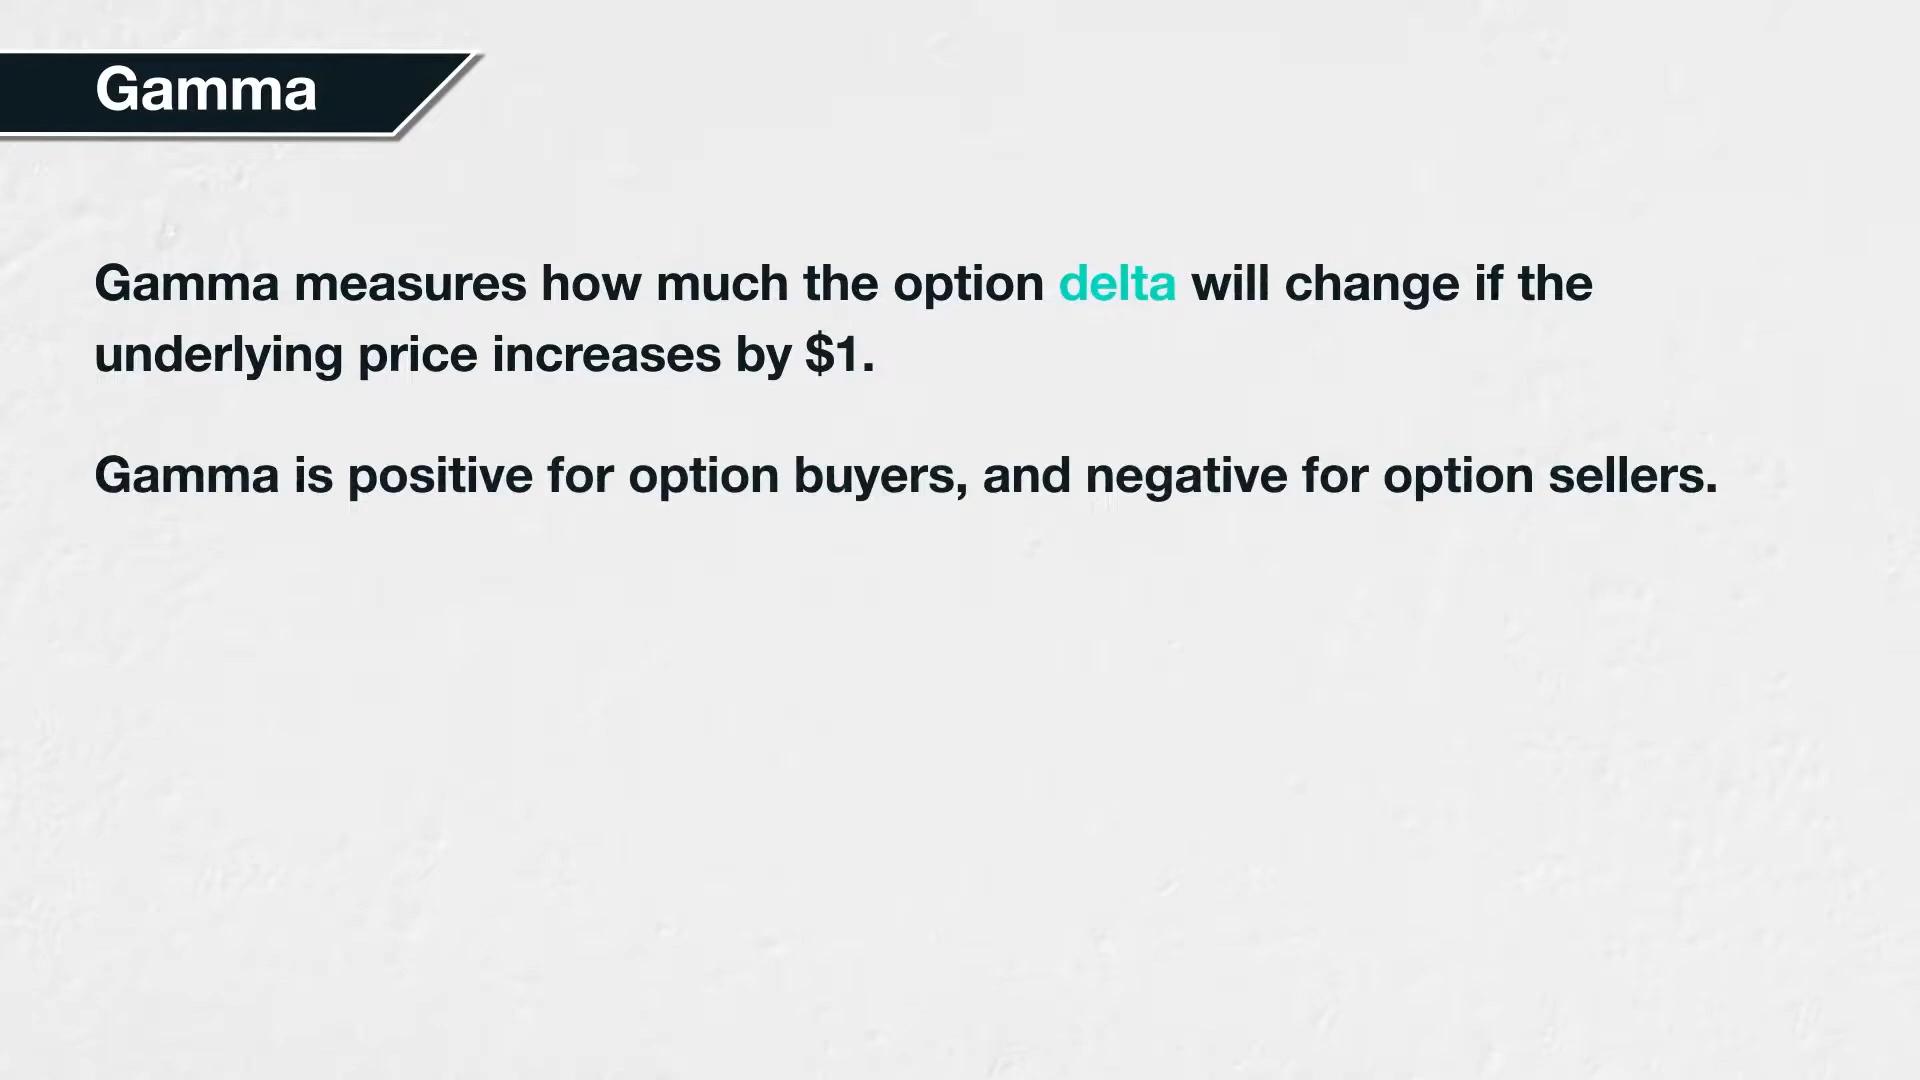 Gamma
Gamma measures how much the option delta will change if the
underlying price increases by $1.
Gamma is positive for option buyers, and negative for option sellers.